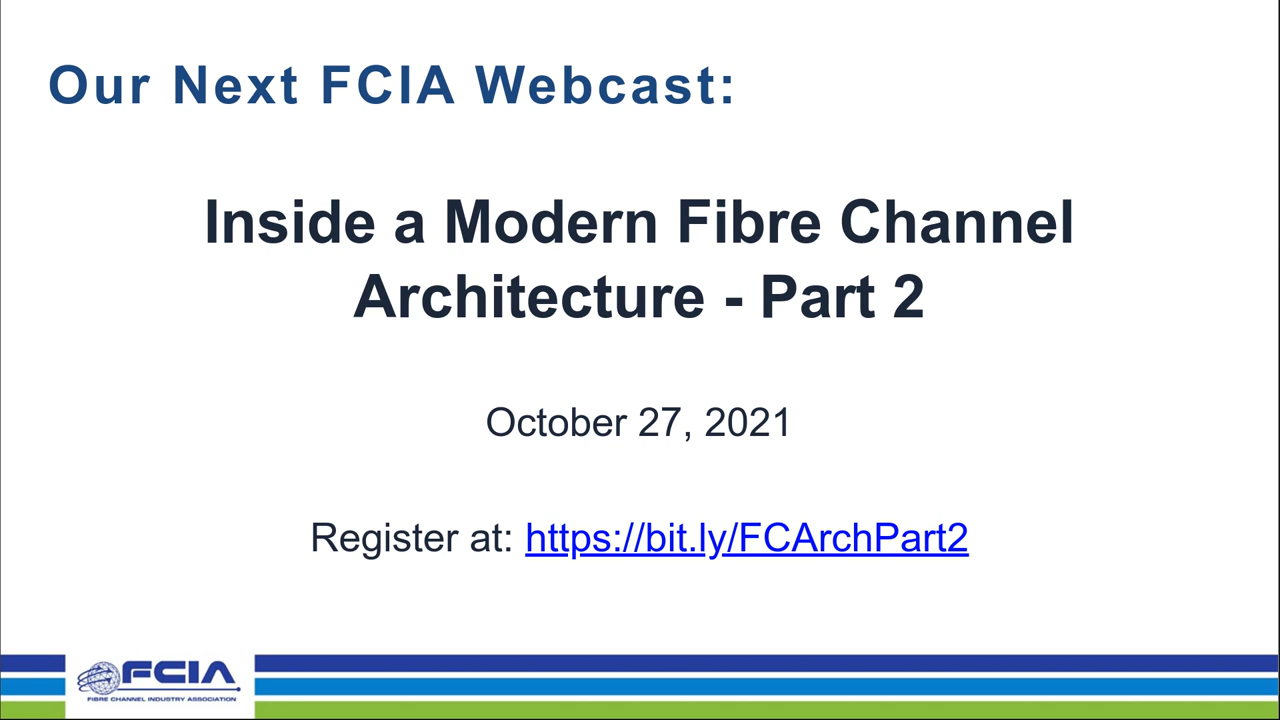 Our Next FCIA Webcast:
Inside a Modern Fibre Channel
Architecture - Part 2
October 27, 2021
Register at: https://bit.ly/FCArchPart2
FCIA
FIBRE CHANNEL INDUSTRY ASSOCIATION